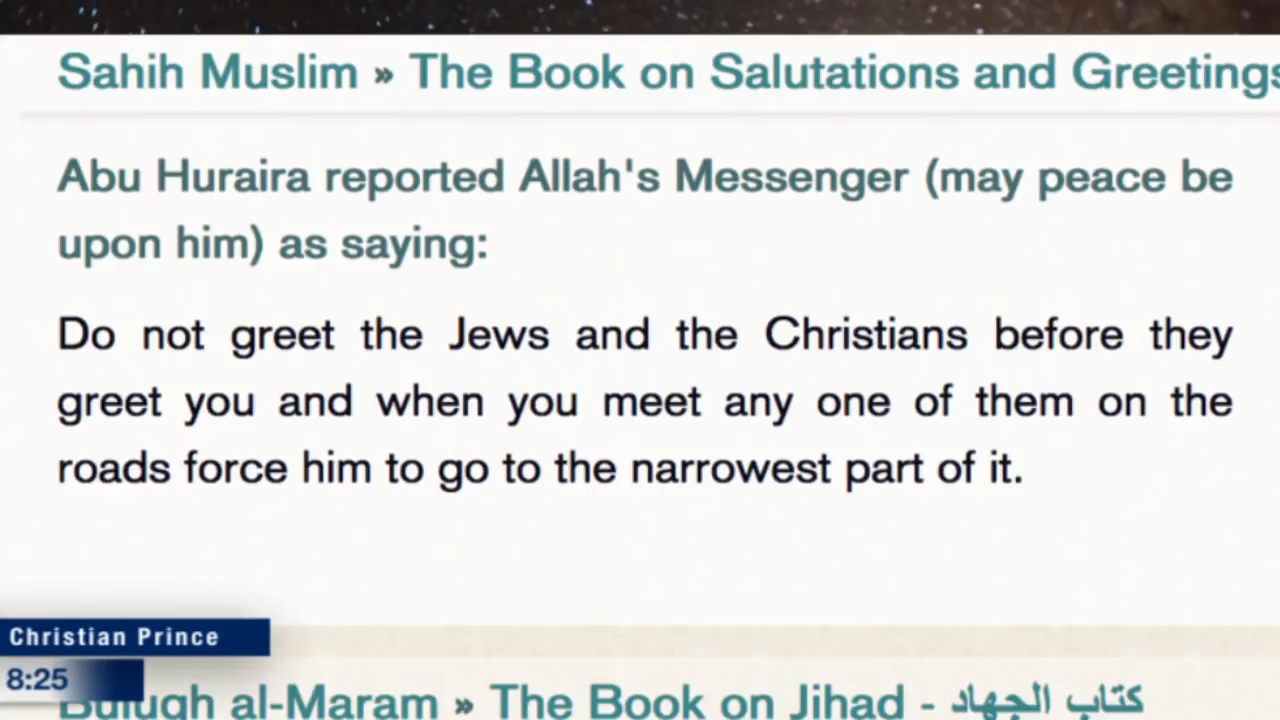 Sahih Muslim » The Book on Salutations and Greetings
Abu Huraira reported Allah's Messenger (may peace be
upon him) as saying:
Do not greet the Jews and the Christians before they
greet you and when you meet any one of them on the
roads force him to go to the narrowest part of it.
Christian Prince
8:25
Bulugh al-Maram » The Book on Jihad - كتاب الجهاد